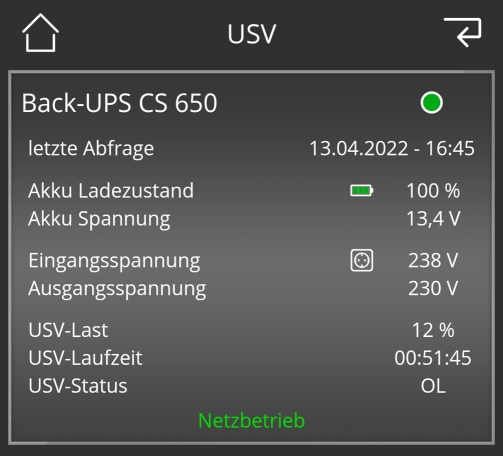 USV
Back-UPS CS 650
letzte Abfrage 13.04.2022 - 16:45
Akku Ladezustand 100 %
Akku Spannung 13,4 V
Eingangsspannung 238 V
Ausgangsspannung 230 V
USV-Last 12 %
USV-Laufzeit 00:51:45
USV-Status OL
Netzbetrieb